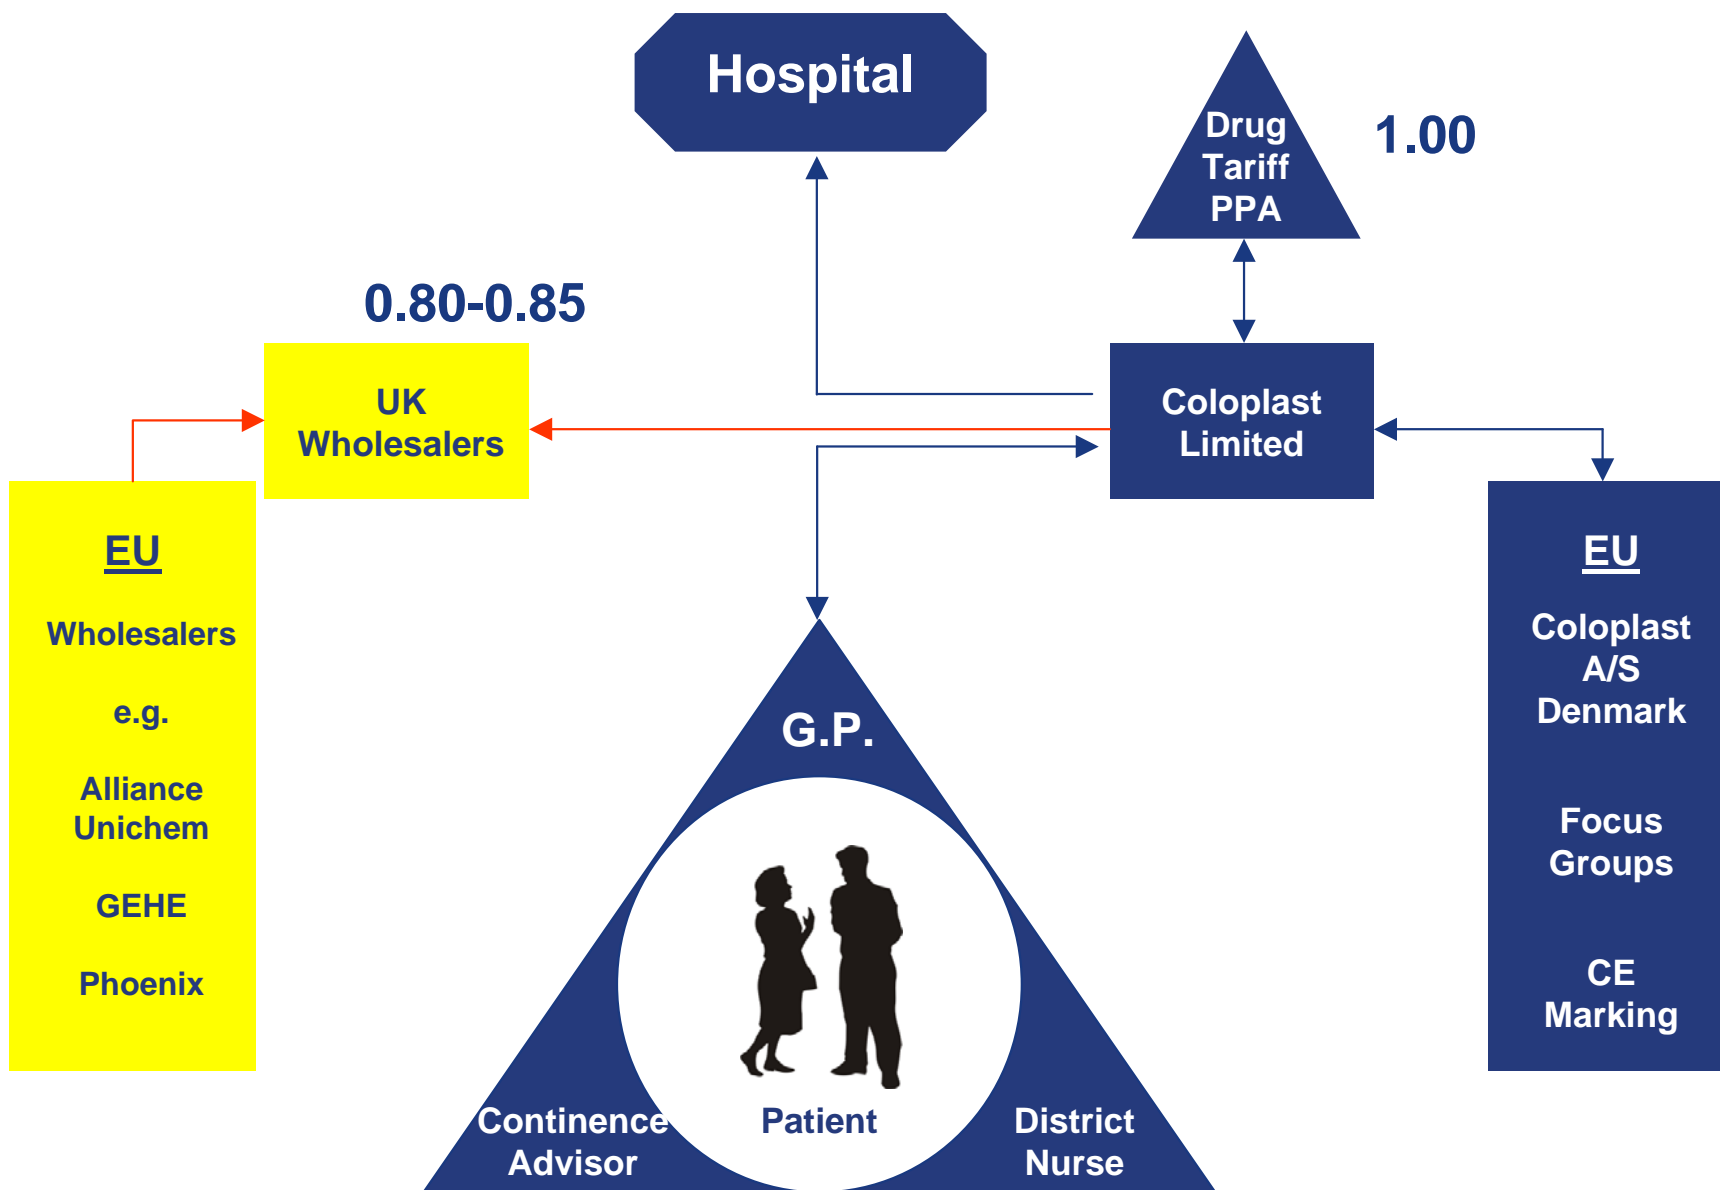 Hospital
Drug
Tariff
PPA
1.00
0.80-0.85
UK
Wholesalers
Coloplast
Limited
EU
Wholesalers
e.g.
Alliance
Unichem
GEHE
Phoenix
G.P.
Continence
Advisor
Patient
District
Nurse
EU
Coloplast
A/S
Denmark
Focus
Groups
CE
Marking